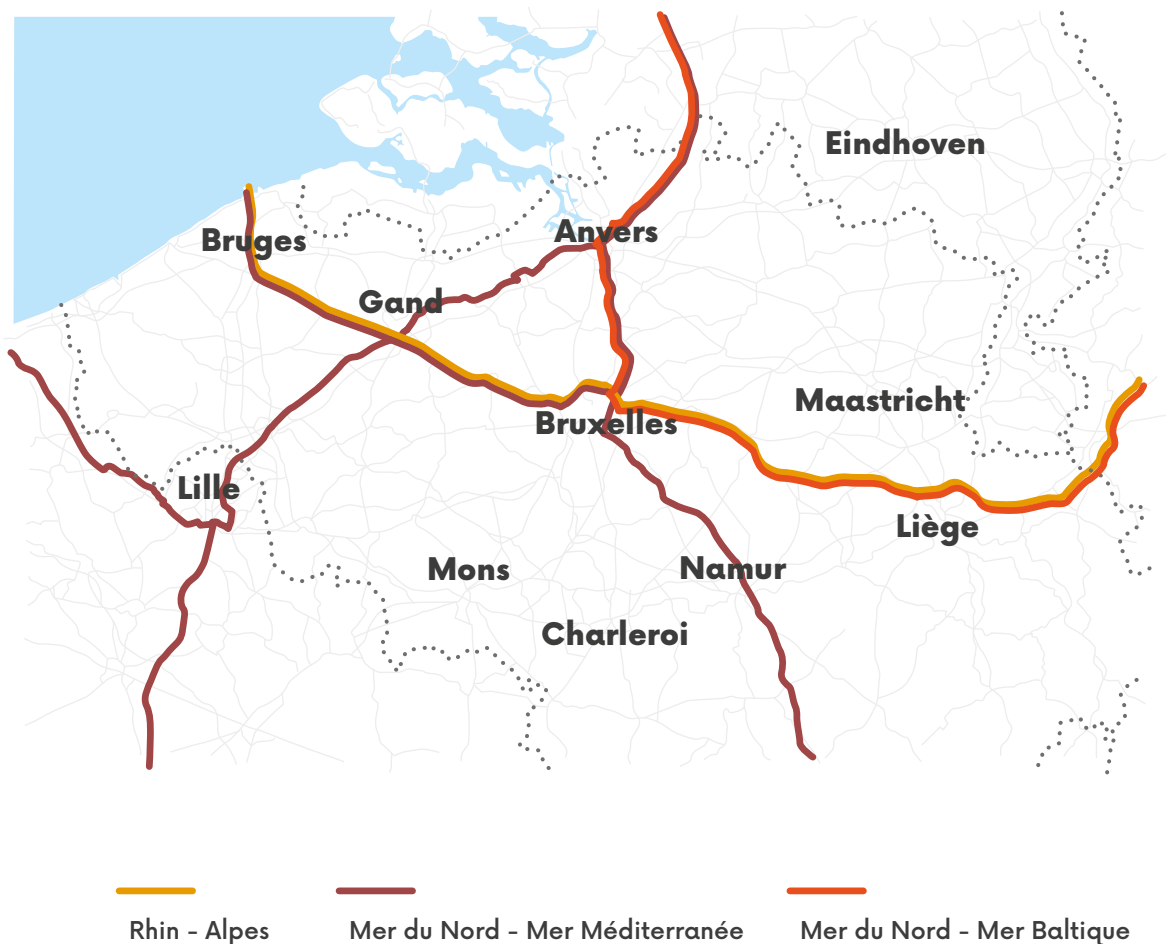 Eindhoven
Anvers
Bruges
Gand
Maastricht
Bruxelles
Lille
Liège
Mons
Namur
Charleroi
Rhin - Alpes
Mer du Nord - Mer Méditerranée
Mer du Nord - Mer Baltique